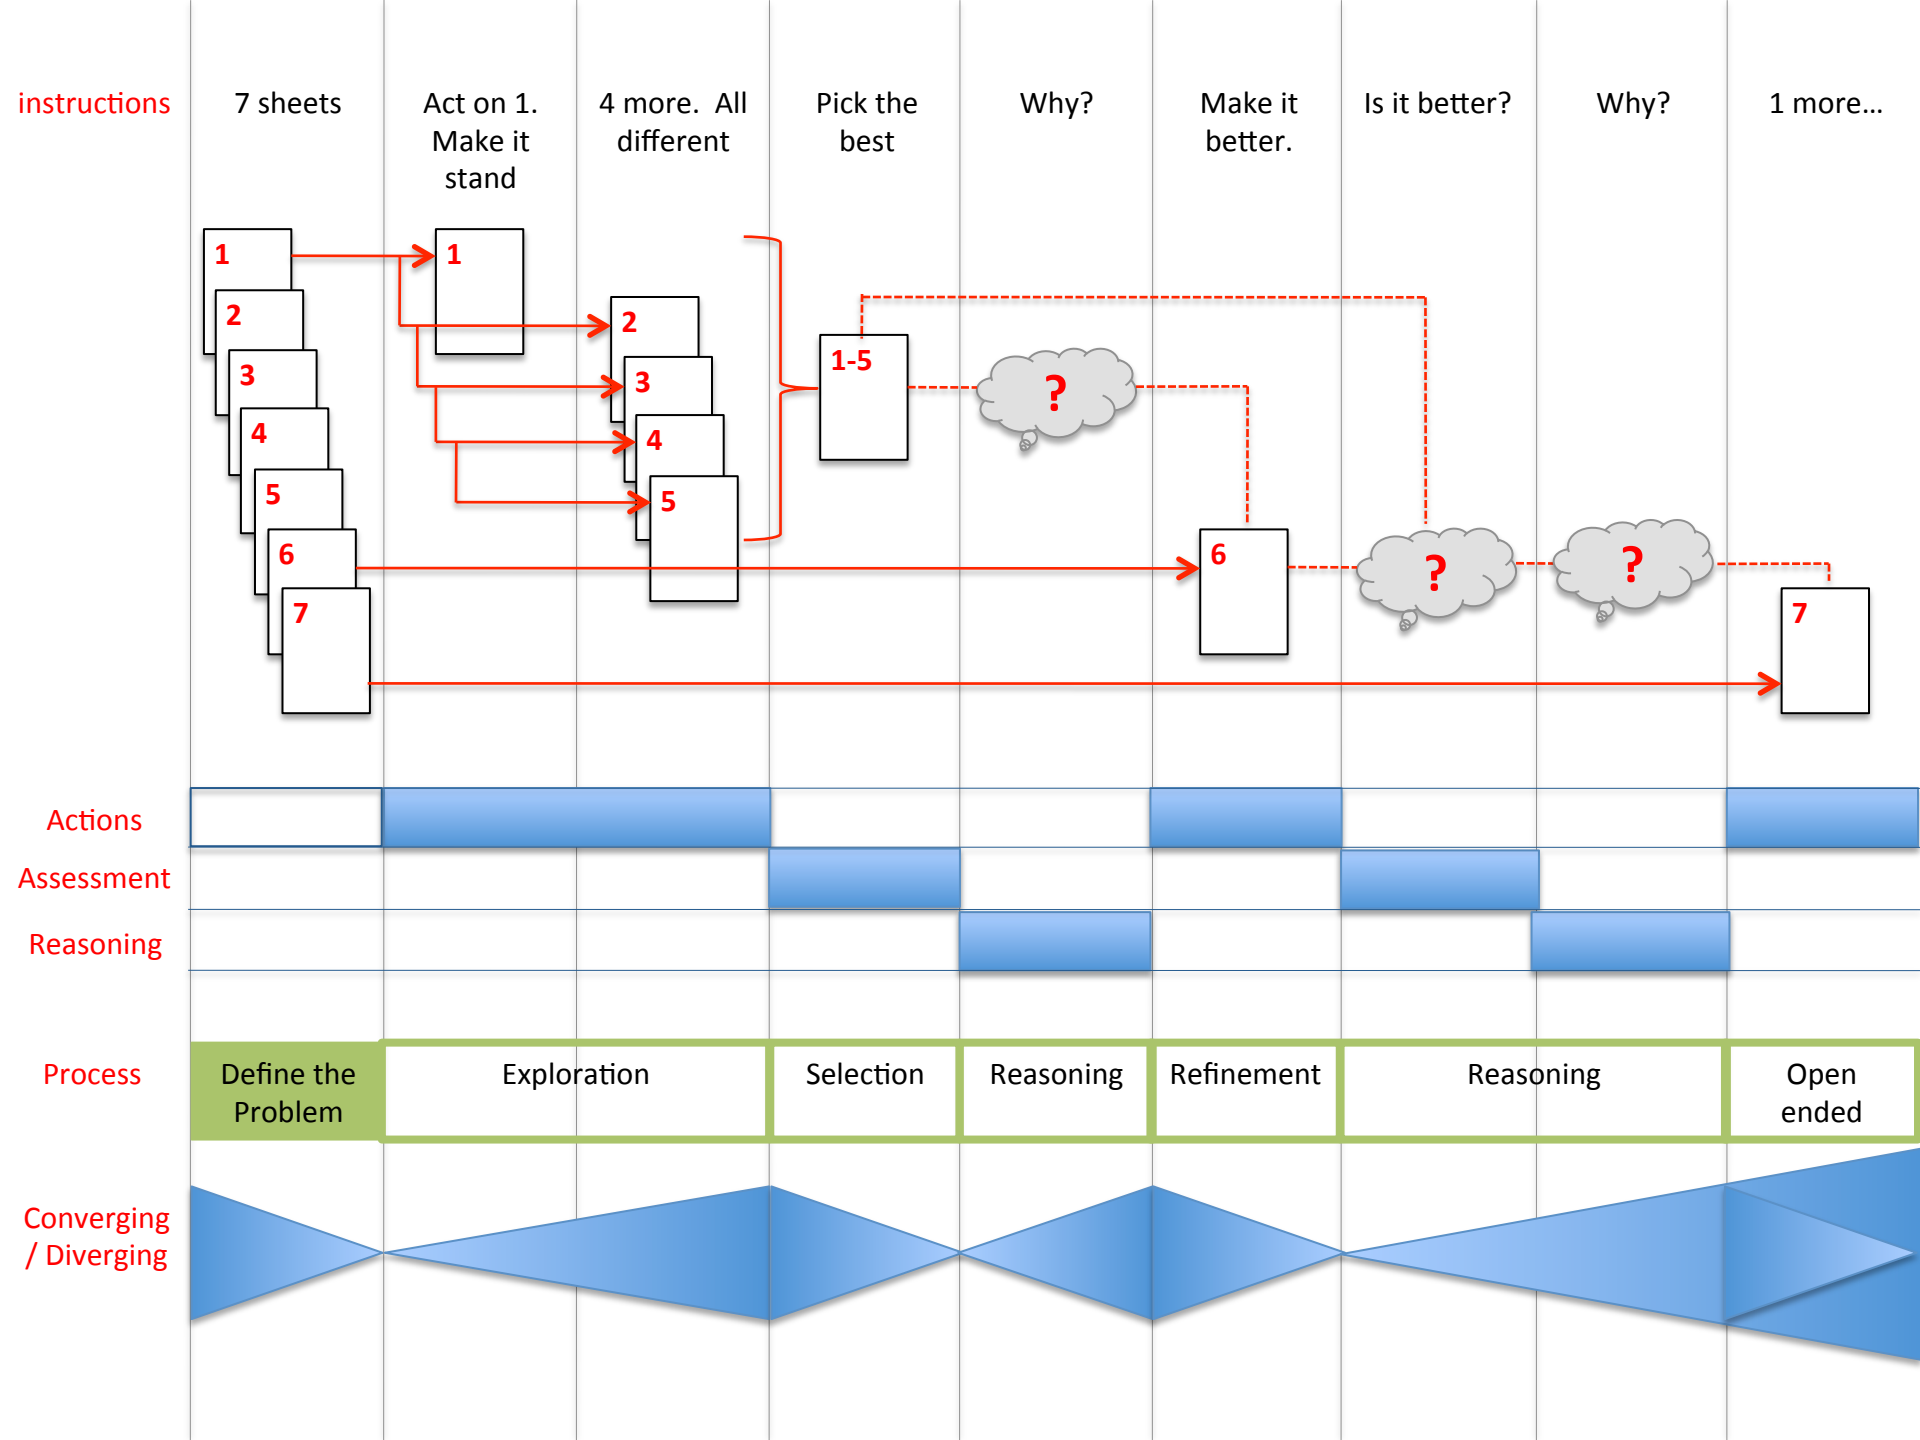 instructions
7 sheets
Act on 1.
Make it
stand
4 more.  All
different
Pick the
best
Why?
Make it
better.
Is it better?
Why?
1 more…
1
2
3
4
5
6
7
1
2
3
4
5
1-5
?
6
?
?
7
Actions
Assessment
Reasoning
Process
Define the
Problem
Exploration
Selection
Reasoning
Refinement
Reasoning
Open
ended
Converging
/ Diverging